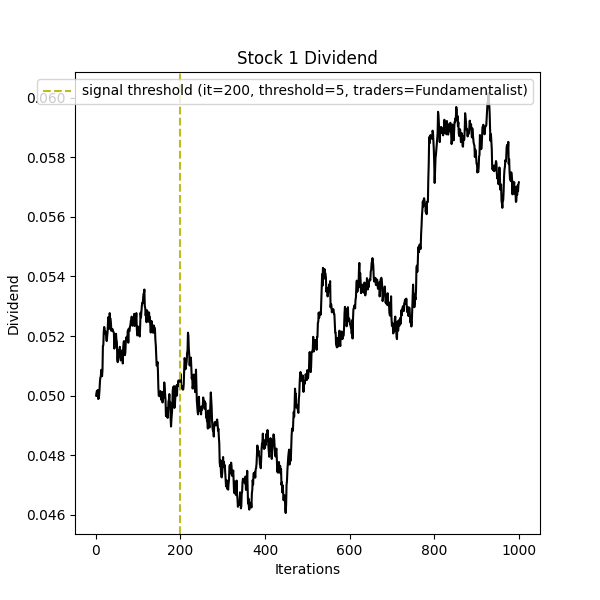 Stock 1 Dividend
signal threshold (it=200, threshold=5, traders=Fundamentalist)
0.060
0.058
0.056
0.054
0.052
0.050
0.048
0.046
Dividend
0 200 400 600 800 1000
Iterations